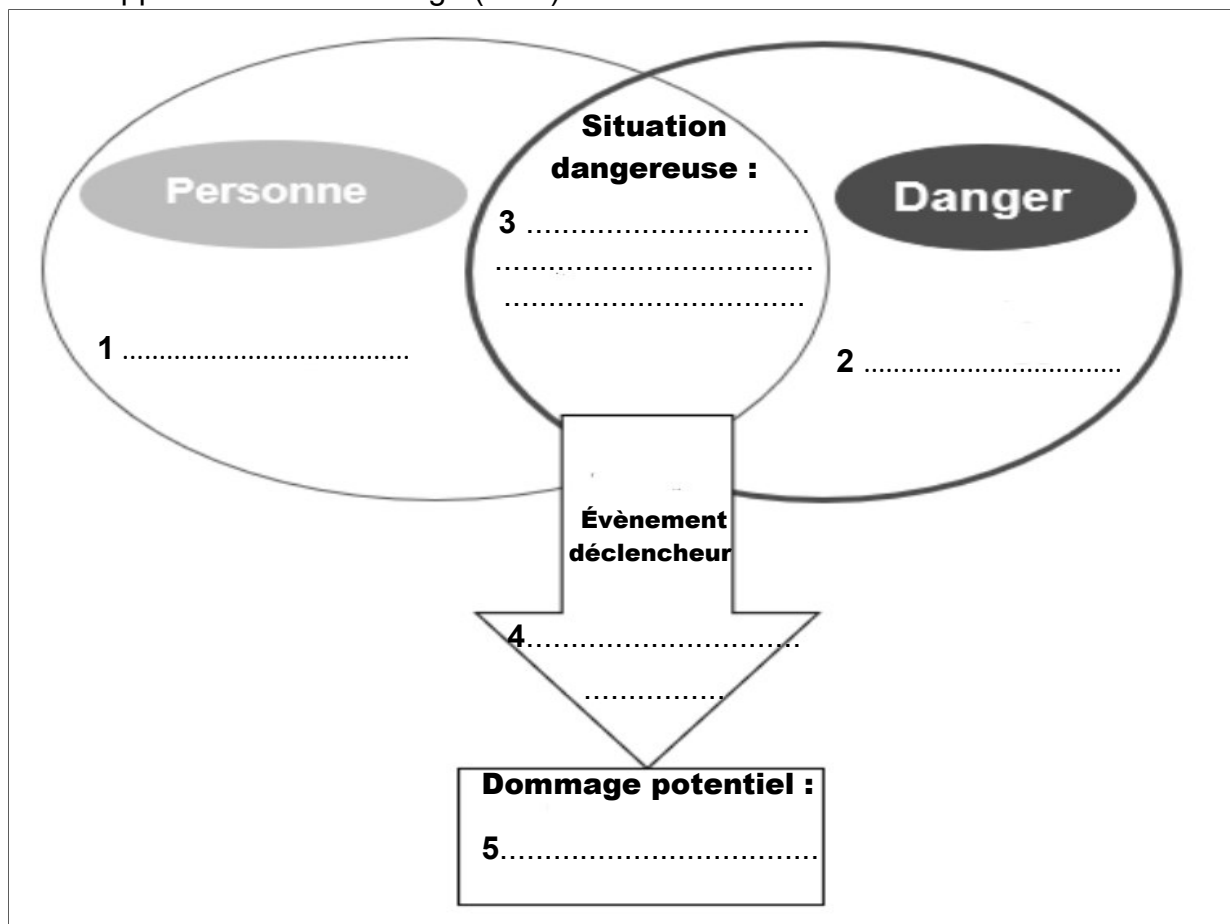 Situation
dangereuse :
Personne
Danger
3 ................................
....................................
..................................
1 .......................................
2 ...................................
Évènement
déclencheur
4...............................
................
Dommage potentiel :
5....................................